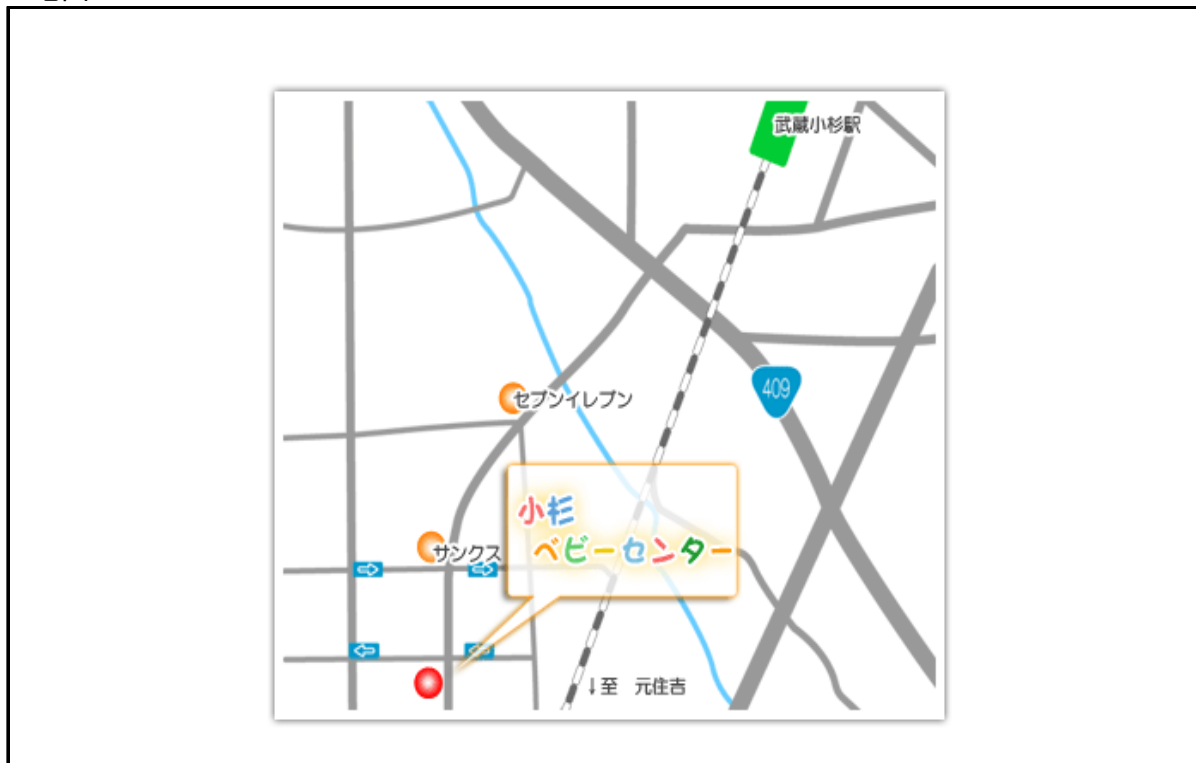 武蔵小杉駅
409
セブンイレブン
小杉
ベビーセンター
サンクス
↓至 元住吉